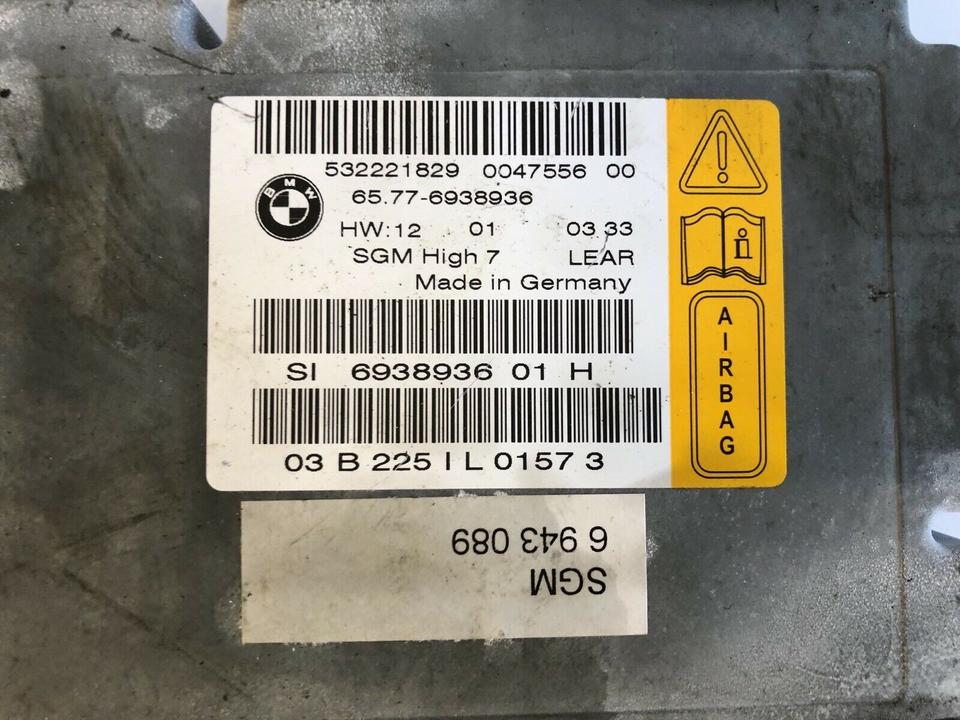 532221829 0047556 00
65.77-6938936
BMW
HW:12 01 03.33
SGM High 7 LEAR
Made in Germany
SI 6938936 01 H
03 B 225 I L 0157 3
AIRBAG
SGM
6 943 089